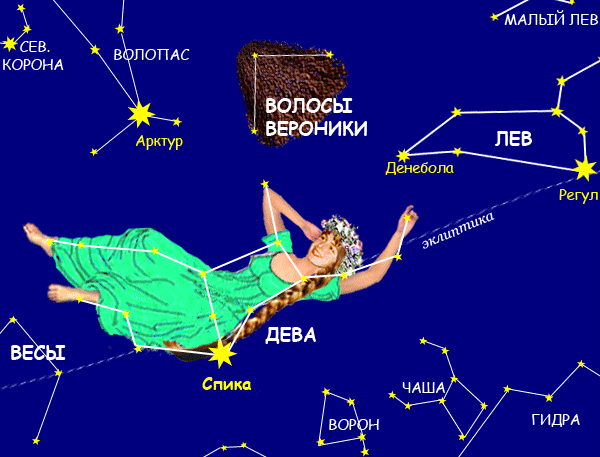 МАЛЫЙ ЛЕВ
СЕВ.
КОРОНА
ВОЛОПАС
ВОЛОСЫ
ВЕРОНИКИ
Арктур
ЛЕВ
Денебола
Регул
эклиптика
ДЕВА
ВЕСЫ
Спика
ЧАША
ВОРОН
ГИДРА